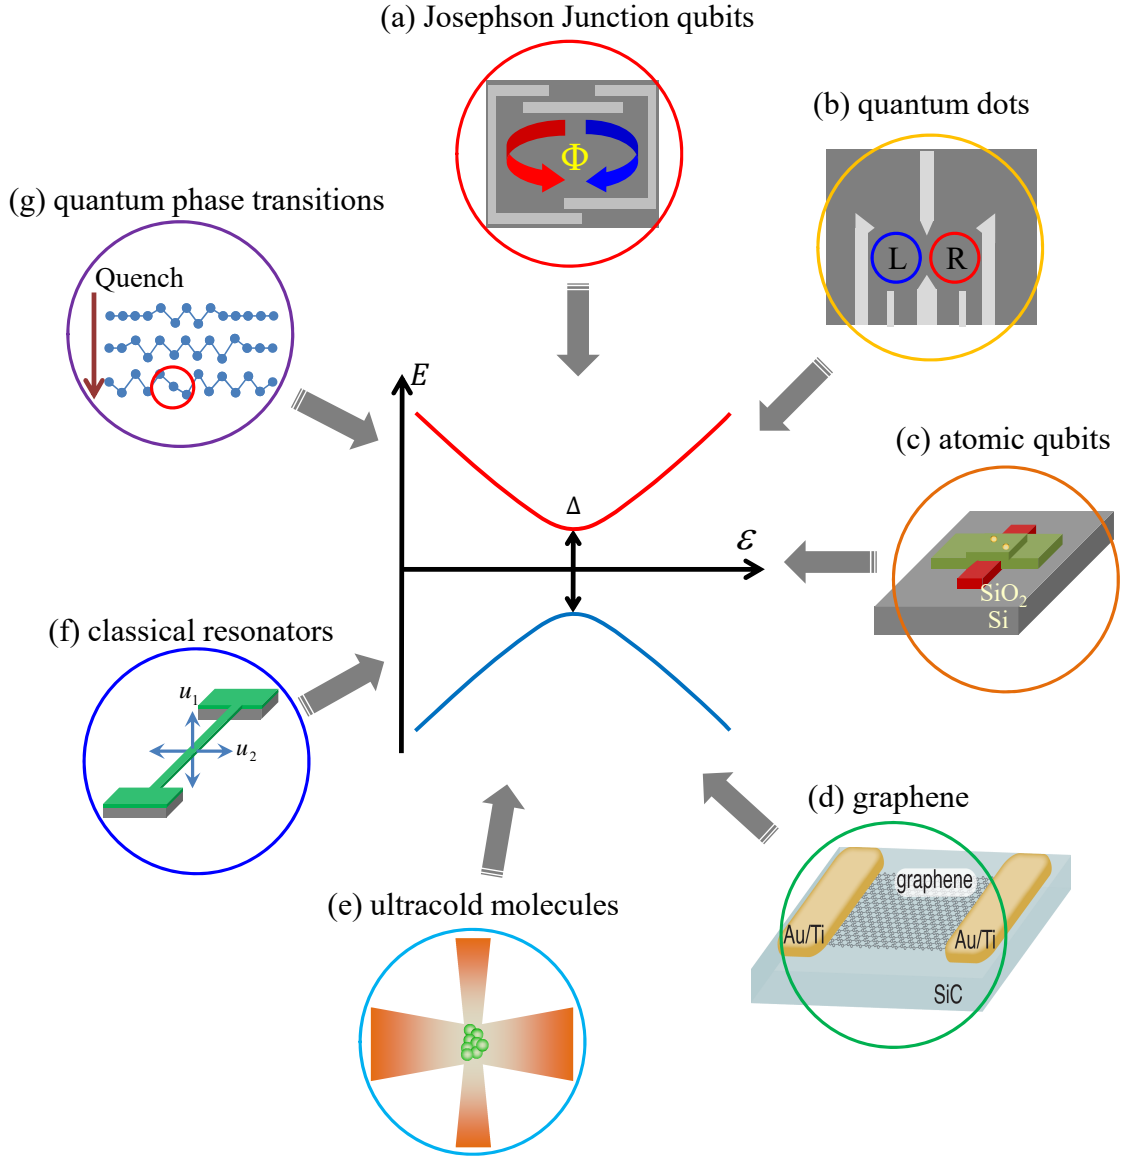 (a) Josephson Junction qubits
Φ
(b) quantum dots
L R
(g) quantum phase transitions
Quench
E
Δ
ε
(c) atomic qubits
SiO2
Si
(f) classical resonators
u1
u2
(d) graphene
graphene
Au/Ti
Au/Ti
SiC
(e) ultracold molecules